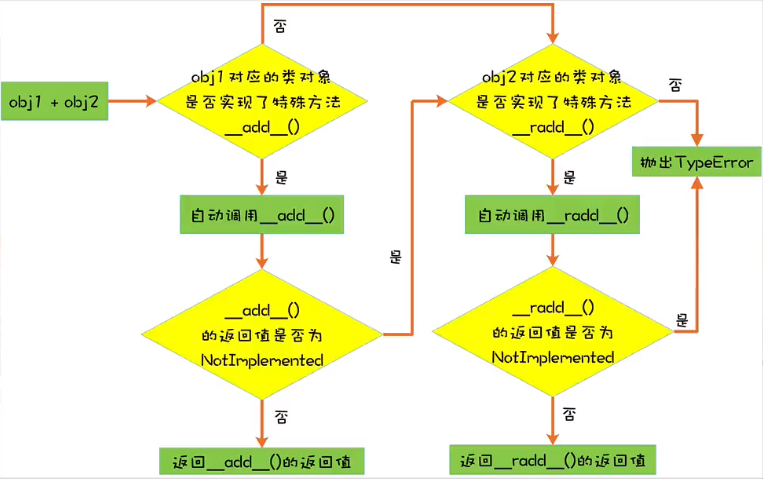 obj1 + obj2
否
obj1对应的类对象
是否实现了特殊方法
__add__()
是
自动调用__add__()
__add__()
的返回值是否为
NotImplemented
是
否
返回__add__()的返回值
obj2对应的类对象
是否实现了特殊方法
__radd__()
否
抛出TypeError
是
自动调用__radd__()
__radd__()
的返回值是否为
NotImplemented
是
否
返回__radd__()的返回值